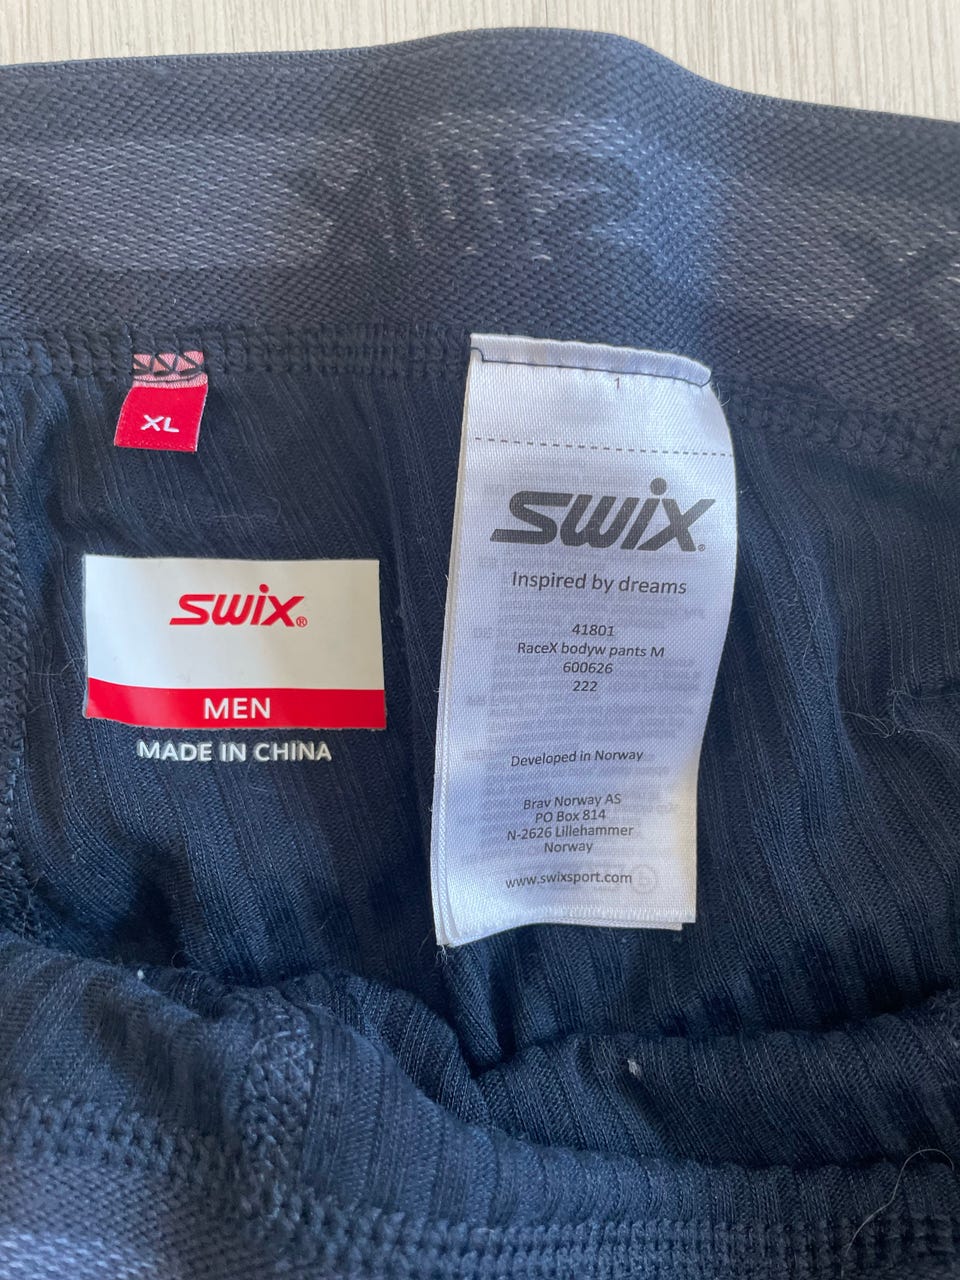 XL
swix®
MEN
MADE IN CHINA
1
swix.
Inspired by dreams
41801
RaceX bodyw pants M
600626
222
Developed in Norway
Brav Norway AS
PO Box 814
N-2626 Lillehammer
Norway
www.swixsport.com